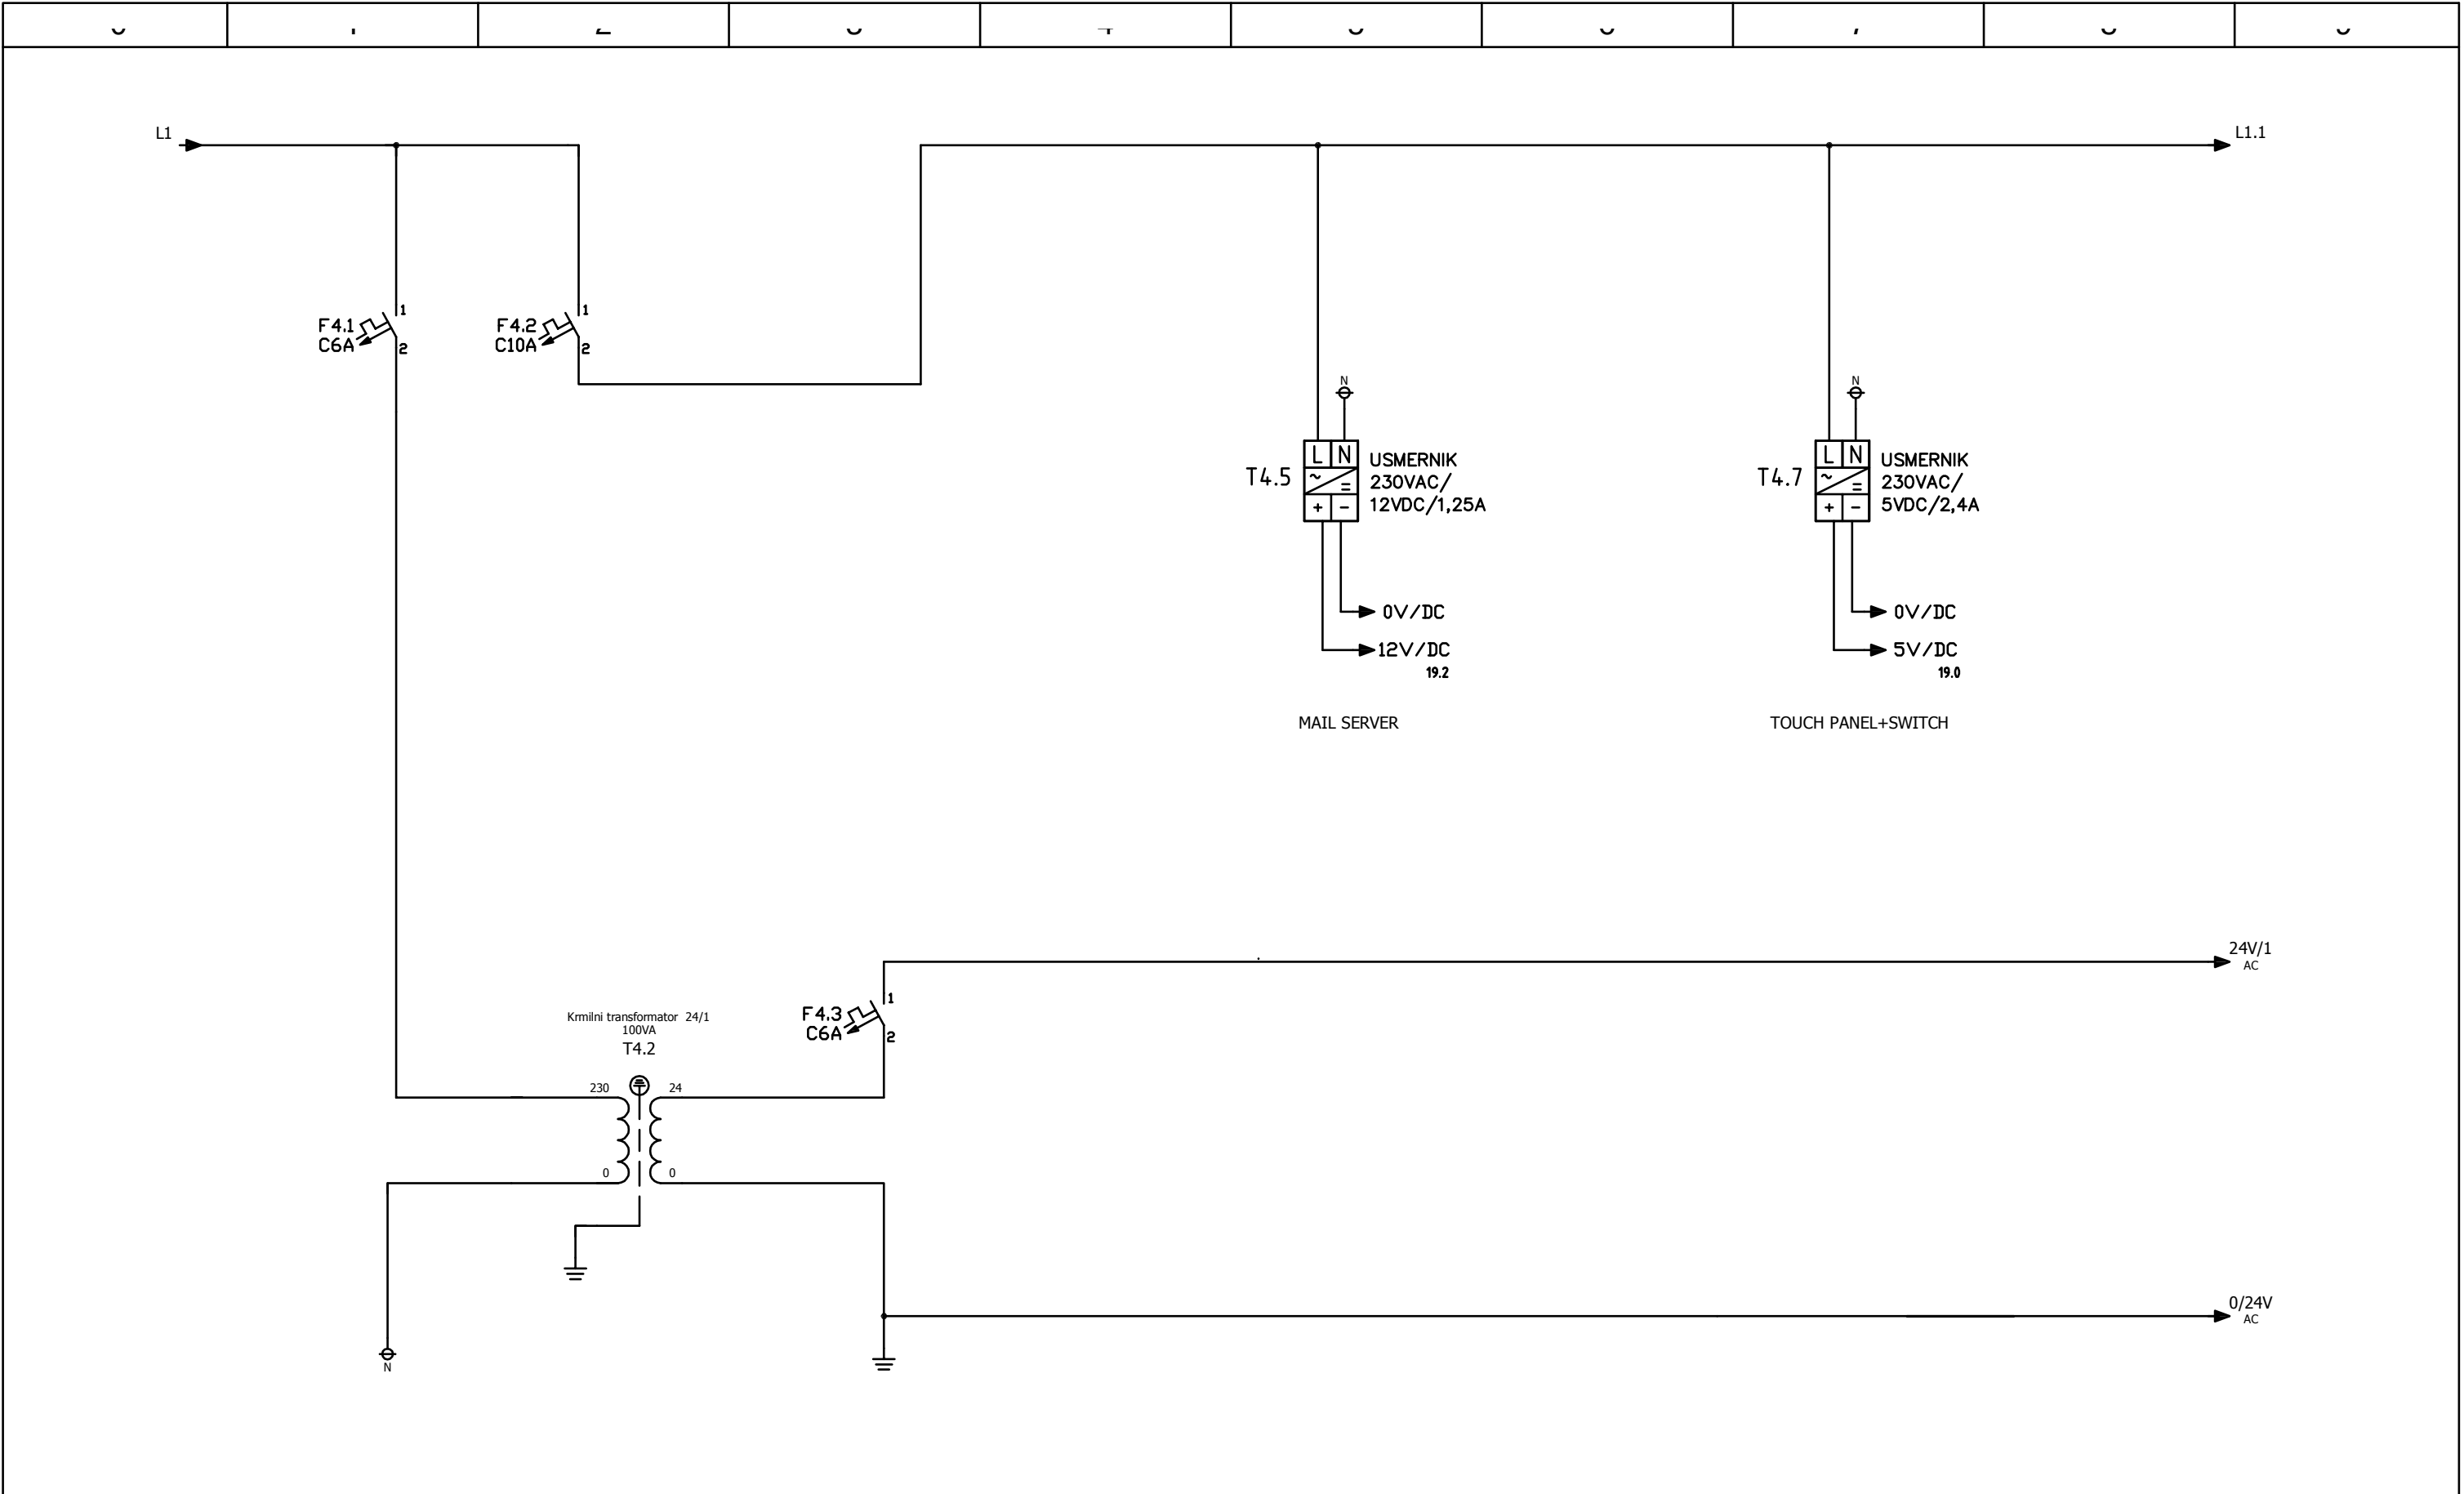 L1
L1.1
1
F4.1
C6A
2
1
F4.2
C10A
2
N
L N
T4.5
USMERNIK
230VAC/
12VDC/1,25A
~
=
+ −
0V/DC
12V/DC
19.2
MAIL SERVER
N
L N
T4.7
USMERNIK
230VAC/
5VDC/2,4A
~
=
+ −
0V/DC
5V/DC
19.0
TOUCH PANEL+SWITCH
24V/1
AC
1
F4.3
C6A
2
Krmilni transformator 24/1
100VA
T4.2
230
24
0
0
N
0/24V
AC